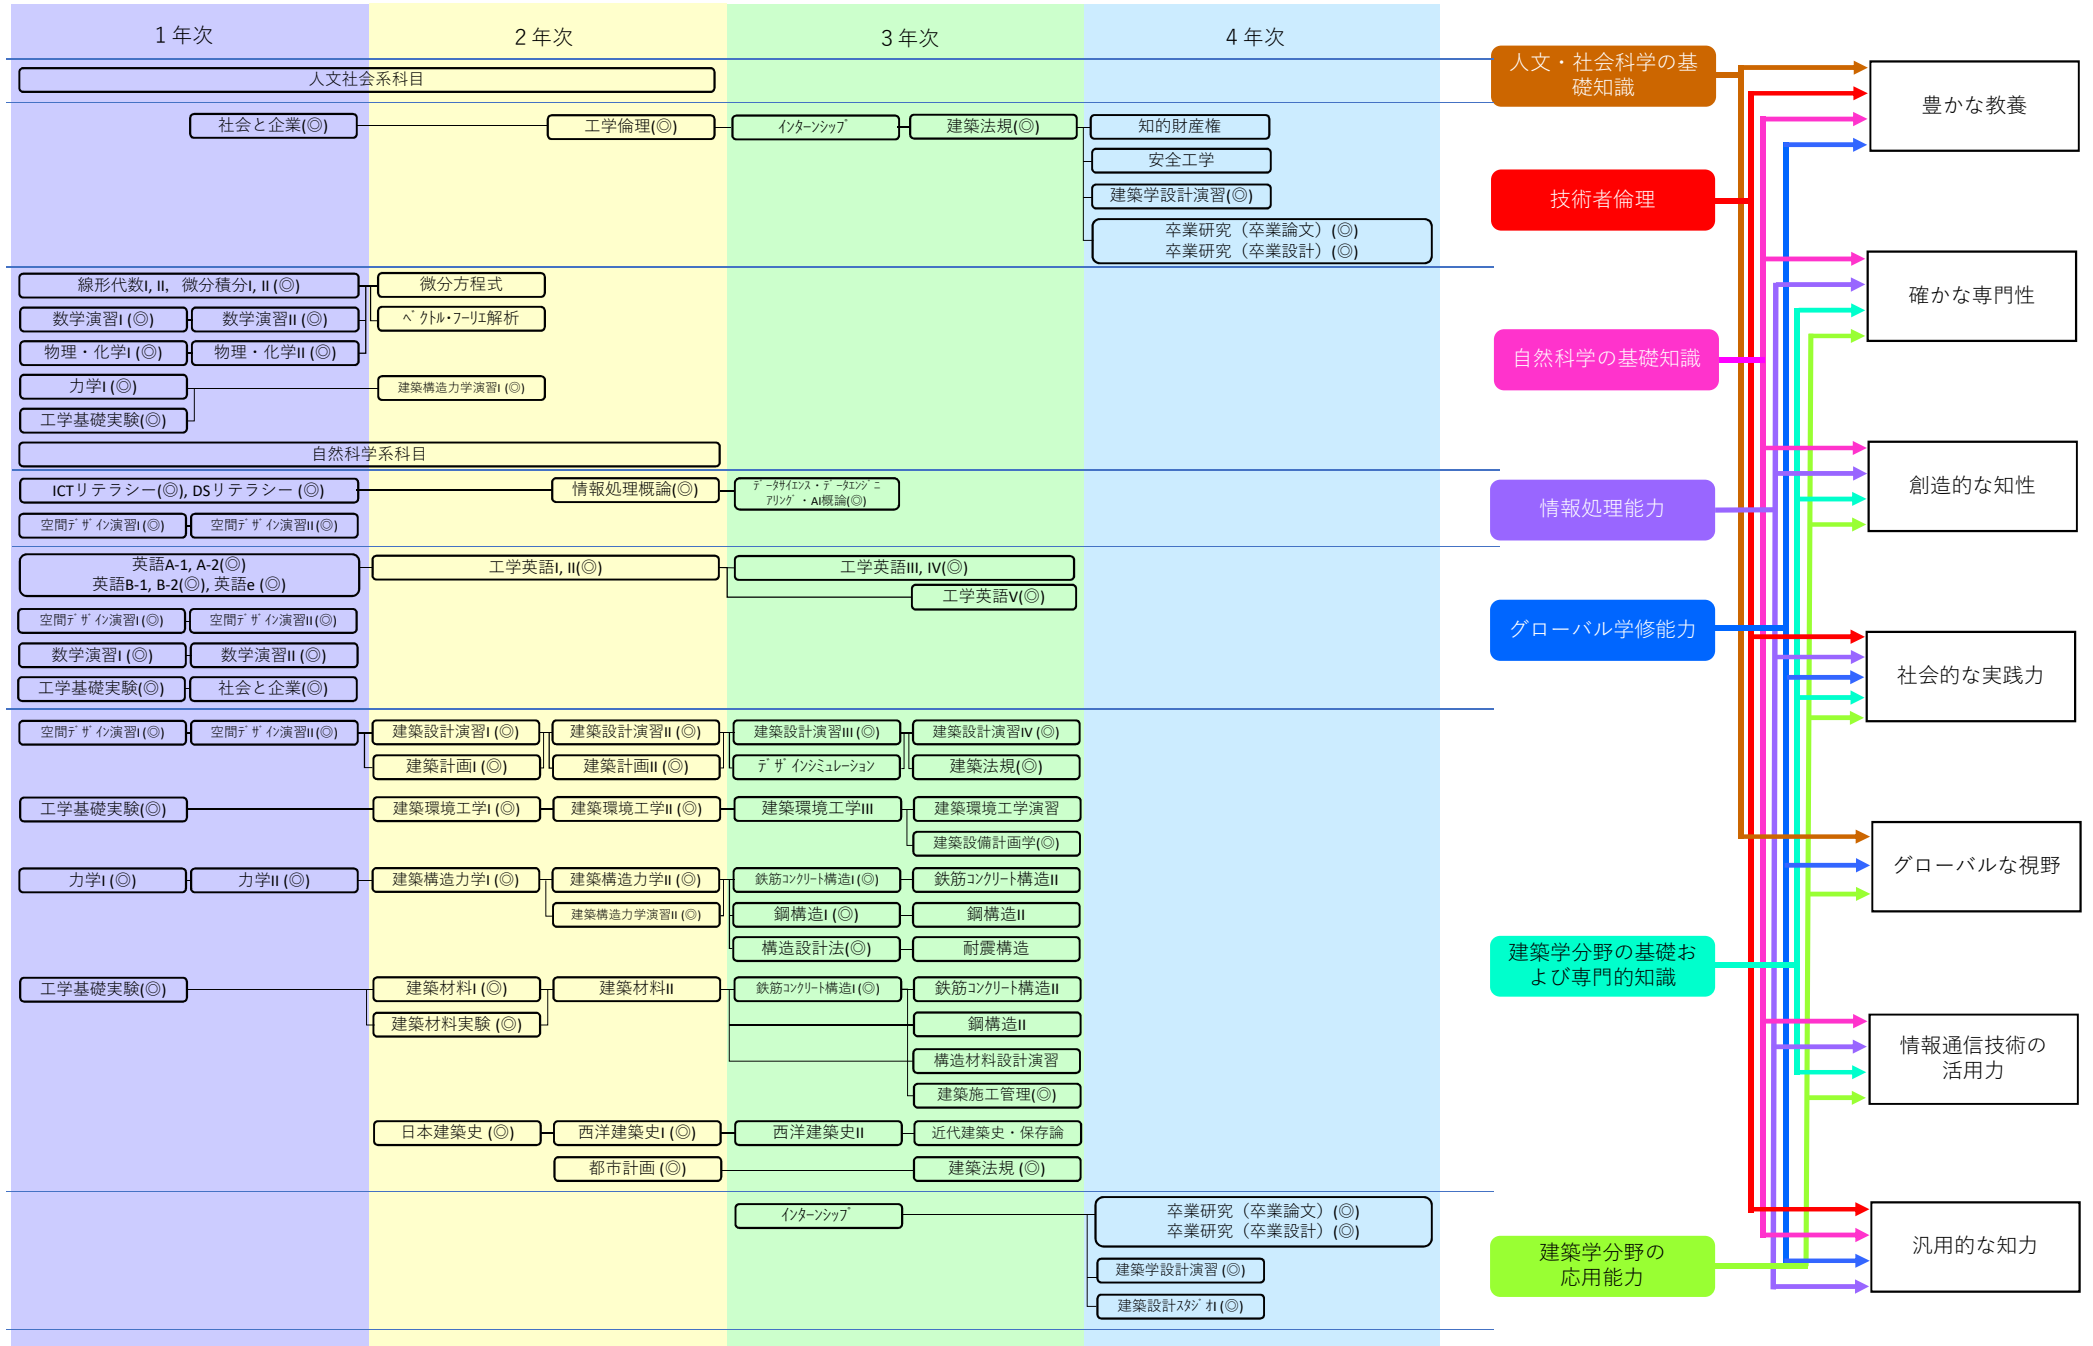 1 年次
2 年次
3 年次
4 年次
人文社会系科目
社会と企業(◎)
工学倫理(◎)
インターンシップ
建築法規(◎)
知的財産権
安全工学
建築学設計演習(◎)
卒業研究（卒業論文）(◎)
卒業研究（卒業設計）(◎)
線形代数I, II, 微分積分I, II (◎)
微分方程式
数学演習I (◎)
数学演習II (◎)
ベクトル・フーリエ解析
物理・化学I (◎)
物理・化学II (◎)
力学I (◎)
建築構造力学演習I (◎)
工学基礎実験(◎)
自然科学系科目
ICTリテラシー(◎), DSリテラシー (◎)
情報処理概論(◎)
データサイエンス・データエンジニ
アリング・AI概論(◎)
空間デザイン演習I (◎)
空間デザイン演習II (◎)
英語A-1, A-2(◎)
英語B-1, B-2(◎), 英語e (◎)
工学英語I, II(◎)
工学英語III, IV(◎)
工学英語V(◎)
空間デザイン演習I (◎)
空間デザイン演習II (◎)
数学演習I (◎)
数学演習II (◎)
工学基礎実験(◎)
社会と企業(◎)
空間デザイン演習I (◎)
空間デザイン演習II (◎)
建築設計演習I (◎)
建築設計演習II (◎)
建築設計演習III (◎)
建築設計演習IV (◎)
建築計画I (◎)
建築計画II (◎)
デザインシミュレーション
建築法規(◎)
工学基礎実験(◎)
建築環境工学I (◎)
建築環境工学II (◎)
建築環境工学III
建築環境工学演習
建築設備計画学(◎)
力学I (◎)
力学II (◎)
建築構造力学I (◎)
建築構造力学II (◎)
鉄筋コンクリート構造I (◎)
鉄筋コンクリート構造II
建築構造力学演習II (◎)
鋼構造I (◎)
鋼構造II
構造設計法(◎)
耐震構造
工学基礎実験(◎)
建築材料I (◎)
建築材料II
鉄筋コンクリート構造I (◎)
鉄筋コンクリート構造II
建築材料実験 (◎)
鋼構造II
構造材料設計演習
建築施工管理(◎)
日本建築史 (◎)
西洋建築史I (◎)
西洋建築史II
近代建築史・保存論
都市計画 (◎)
建築法規 (◎)
インターンシップ
卒業研究（卒業論文）(◎)
卒業研究（卒業設計）(◎)
建築学設計演習 (◎)
建築設計スタジオI (◎)
人文・社会科学の基
礎知識
技術者倫理
自然科学の基礎知識
情報処理能力
グローバル学修能力
建築学分野の基礎お
よび専門的知識
建築学分野の
応用能力
豊かな教養
確かな専門性
創造的な知性
社会的な実践力
グローバルな視野
情報通信技術の
活用力
汎用的な知力